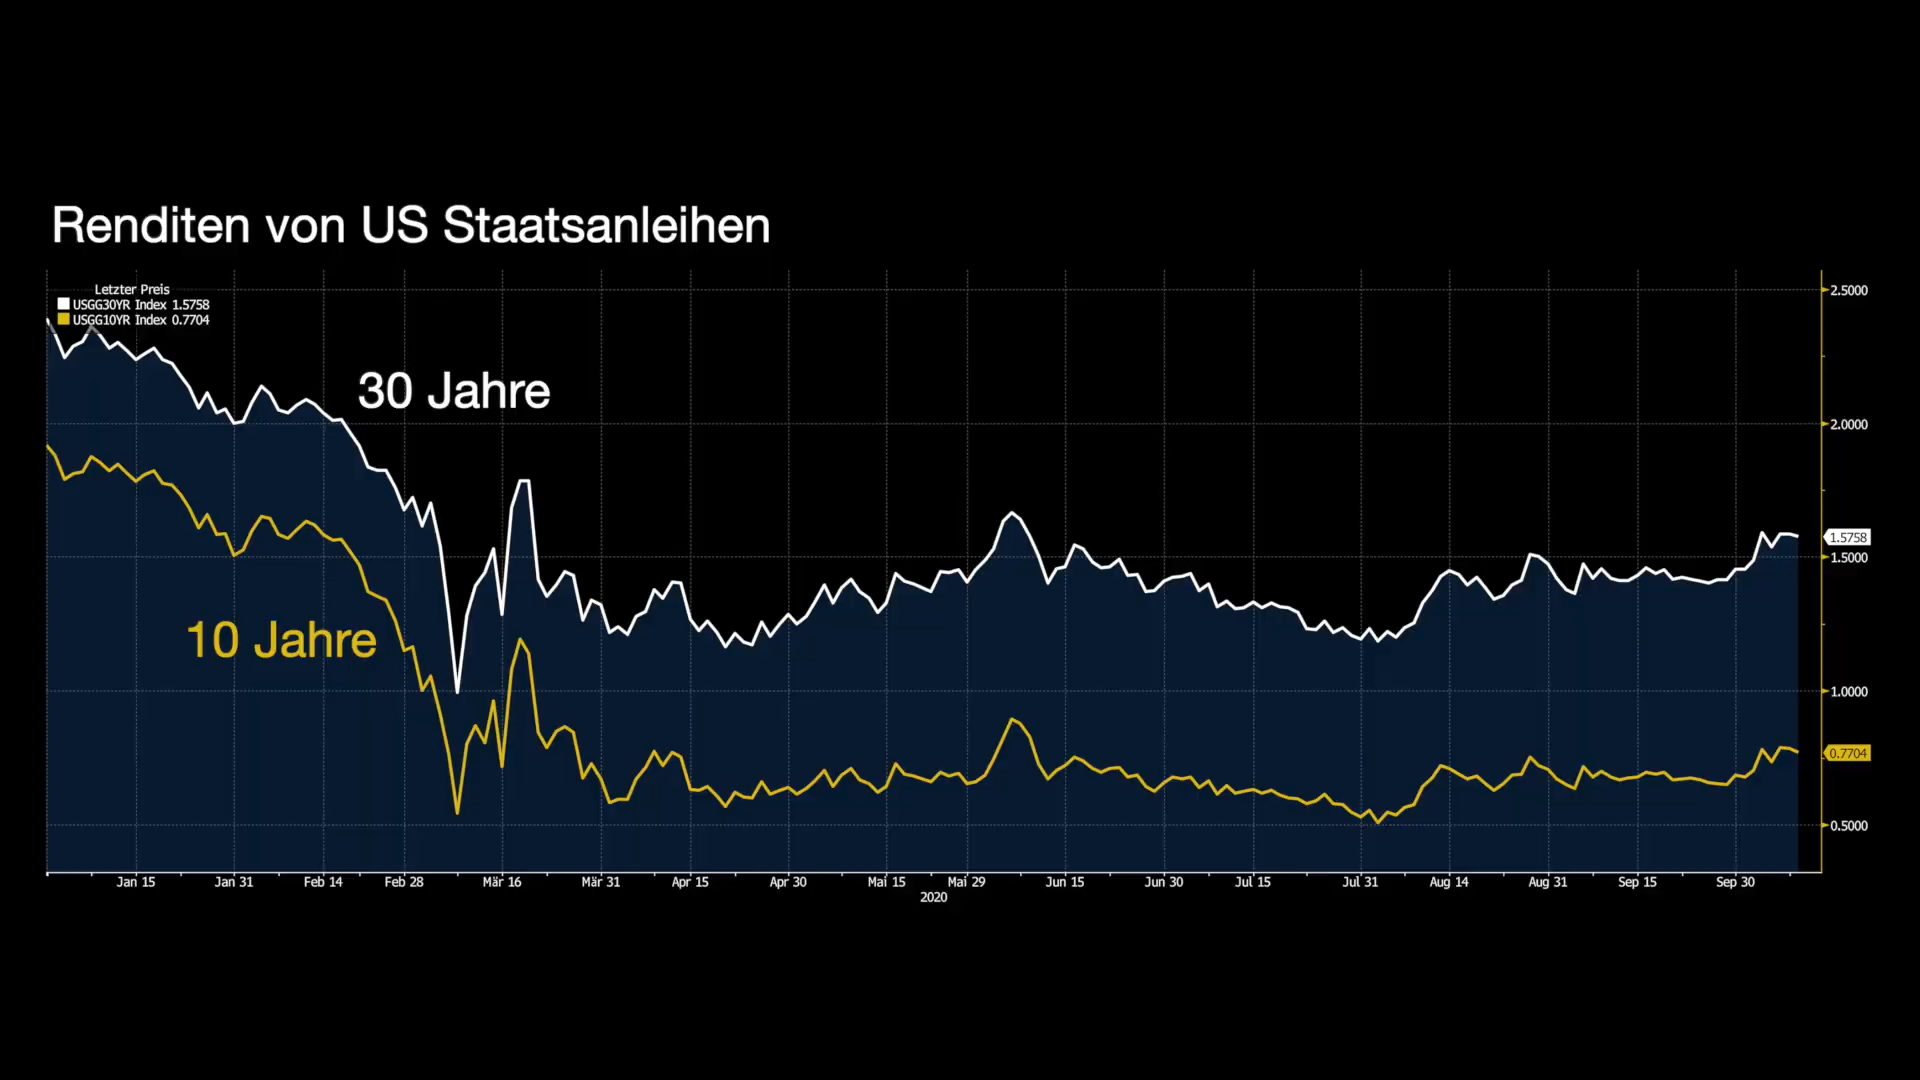 Renditen von US Staatsanleihen
Letzter Preis
USGG30YR Index 1.5758
USGG10YR Index 0.7704
30 Jahre
10 Jahre
2.5000
2.0000
1.5758
1.5000
1.0000
0.7704
0.5000
Jan 15 Jan 31 Feb 14 Feb 28 Mär 16 Mär 31 Apr 15 Apr 30 Mai 15 Mai 29 Jun 15 Jun 30 Jul 15 Jul 31 Aug 14 Aug 31 Sep 15 Sep 30
2020